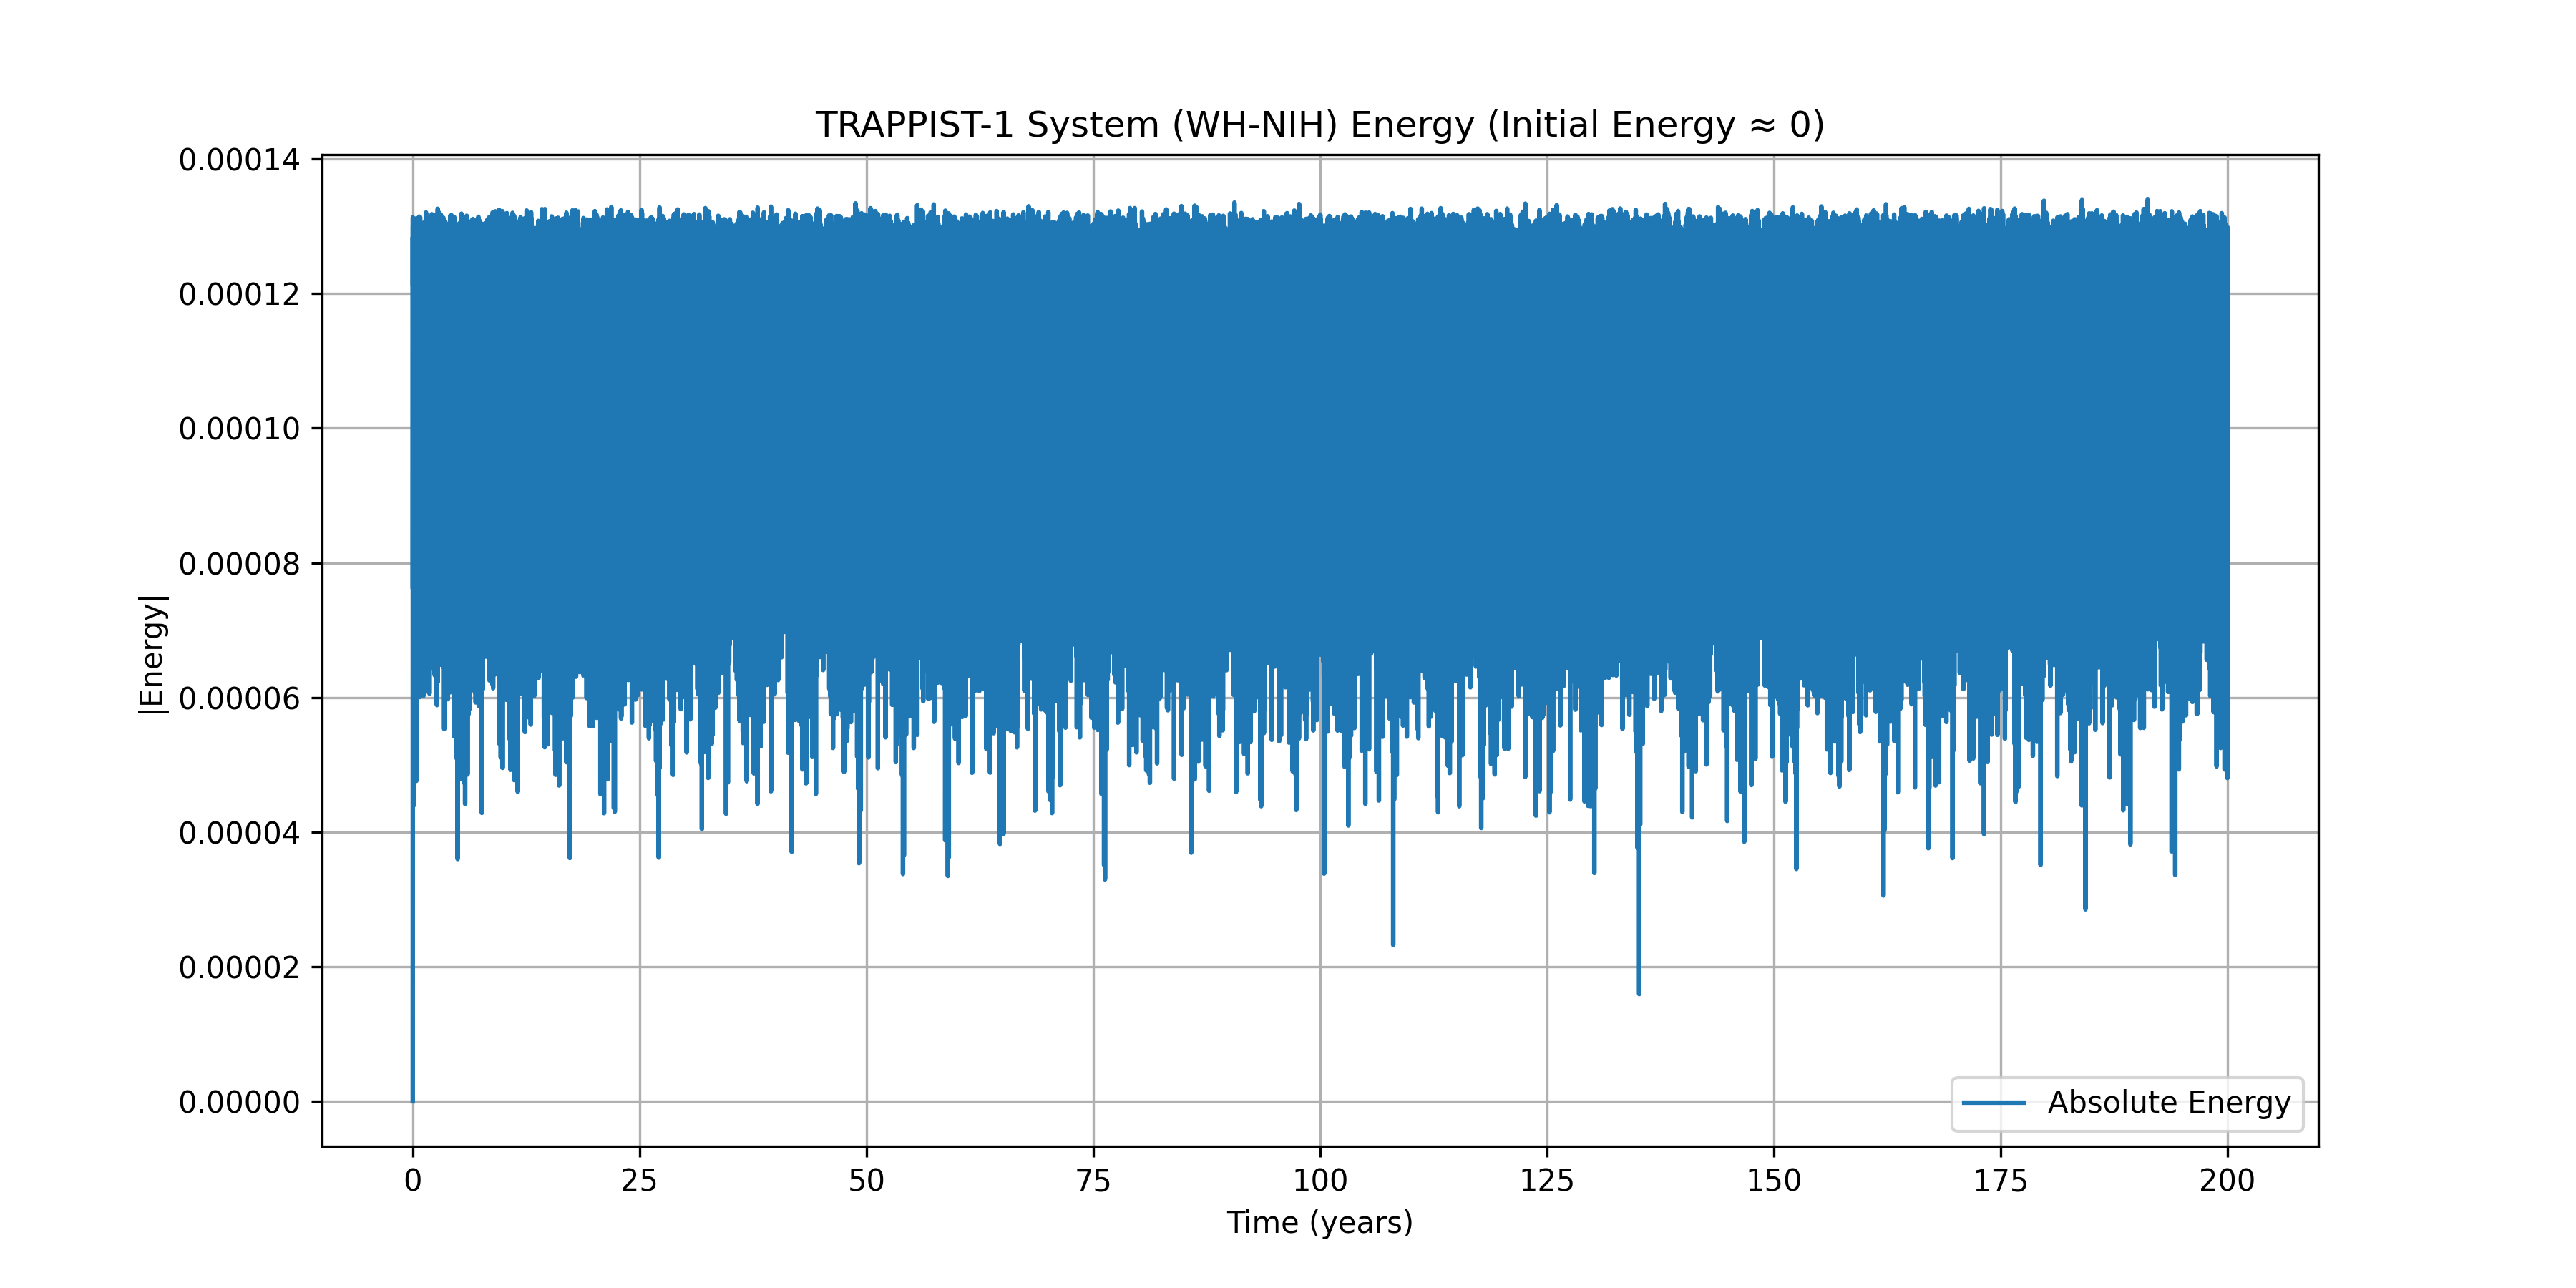 TRAPPIST-1 System (WH-NIH) Energy (Initial Energy ≈ 0)
0.00014
0.00012
0.00010
0.00008
0.00006
0.00004
0.00002
0.00000
|Energy|
Absolute Energy
0 25 50 75 100 125 150 175 200
Time (years)